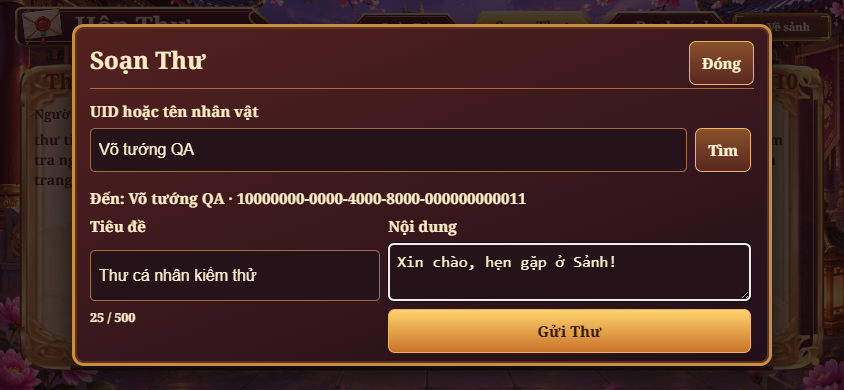 Soạn Thư
Đóng
UID hoặc tên nhân vật
Võ tướng QA
Tìm
Đến: Võ tướng QA · 10000000-0000-4000-8000-000000000011
Tiêu đề
Nội dung
Thư cá nhân kiểm thử
Xin chào, hẹn gặp ở Sảnh!
25 / 500
Gửi Thư
Về sảnh